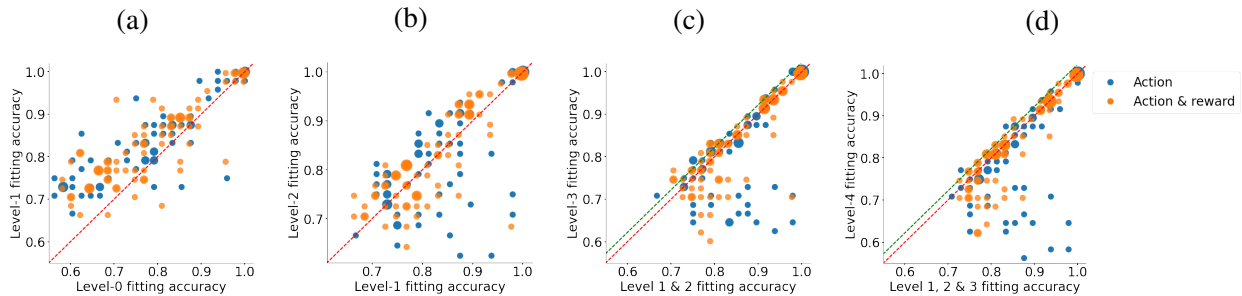 (a)
(b)
(c)
(d)
Level-1 fitting accuracy
1.0
0.9
0.8
0.7
0.6
0.6 0.7 0.8 0.9 1.0
Level-0 fitting accuracy
Level-2 fitting accuracy
1.0
0.9
0.8
0.7
0.7 0.8 0.9 1.0
Level-1 fitting accuracy
Level-3 fitting accuracy
1.0
0.9
0.8
0.7
0.6
0.6 0.7 0.8 0.9 1.0
Level 1 & 2 fitting accuracy
Level-4 fitting accuracy
1.0
0.9
0.8
0.7
0.6
0.6 0.7 0.8 0.9 1.0
Level 1, 2 & 3 fitting accuracy
Action
Action & reward